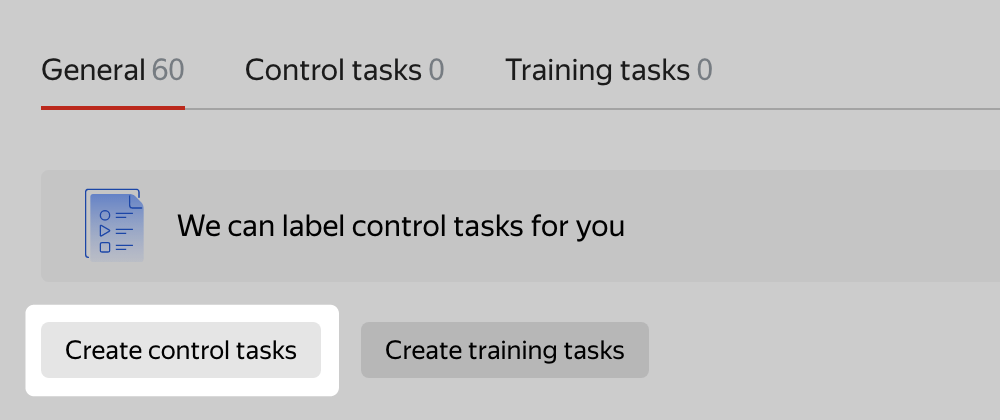 General 60 Control tasks 0 Training tasks 0
We can label control tasks for you
Create control tasks Create training tasks